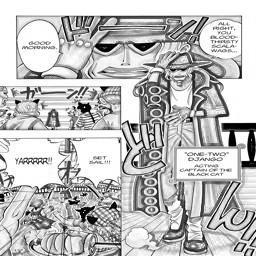 ALL
RIGHT,
YOU
BLOOD-
THIRSTY
SCALA-
WAGS...
GOOD
MORNING.
"ONE-TWO"
DJANGO
ACTING
CAPTAIN OF THE
BLACK CAT
SET
SAIL!!!
YARRRRR!!